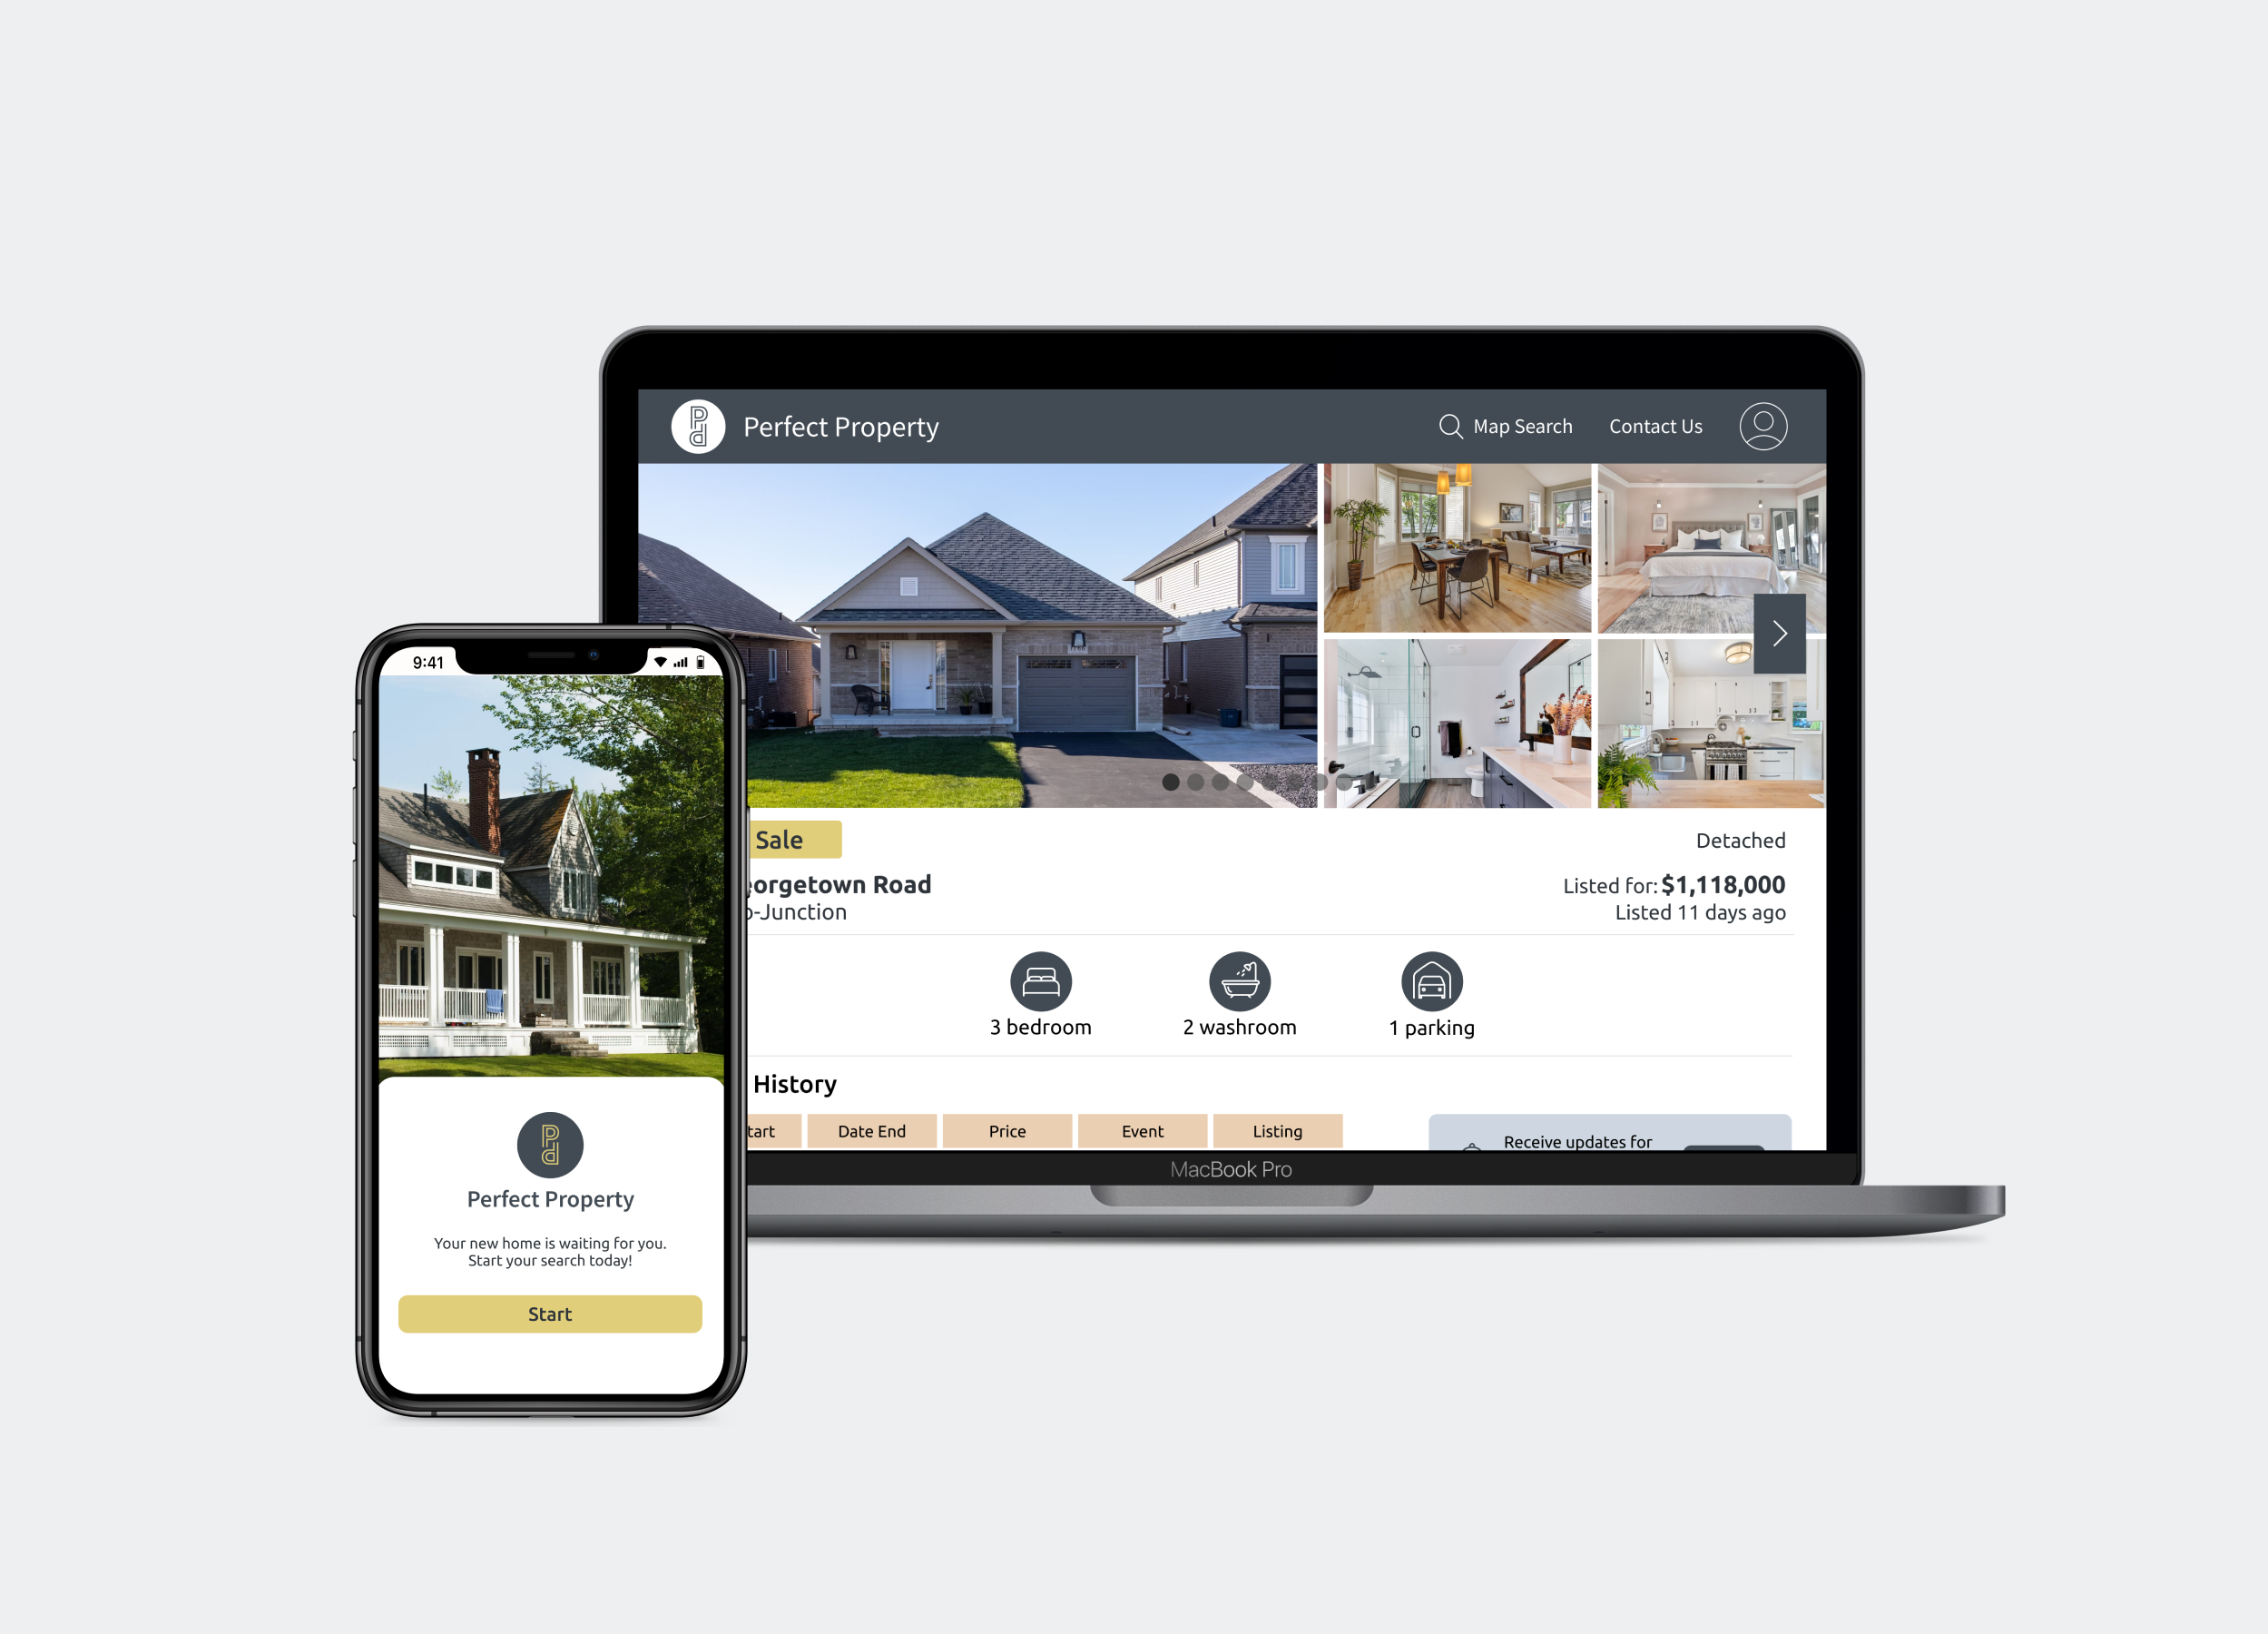 Perfect Property
Map Search
Contact Us
9:41
Sale
Detached
eorgetown Road
Listed for: $1,118,000
-Junction
Listed 11 days ago
3 bedroom
2 washroom
1 parking
History
tart
Date End
Price
Event
Listing
Receive updates for
MacBook Pro
Perfect Property
Your new home is waiting for you.
Start your search today!
Start